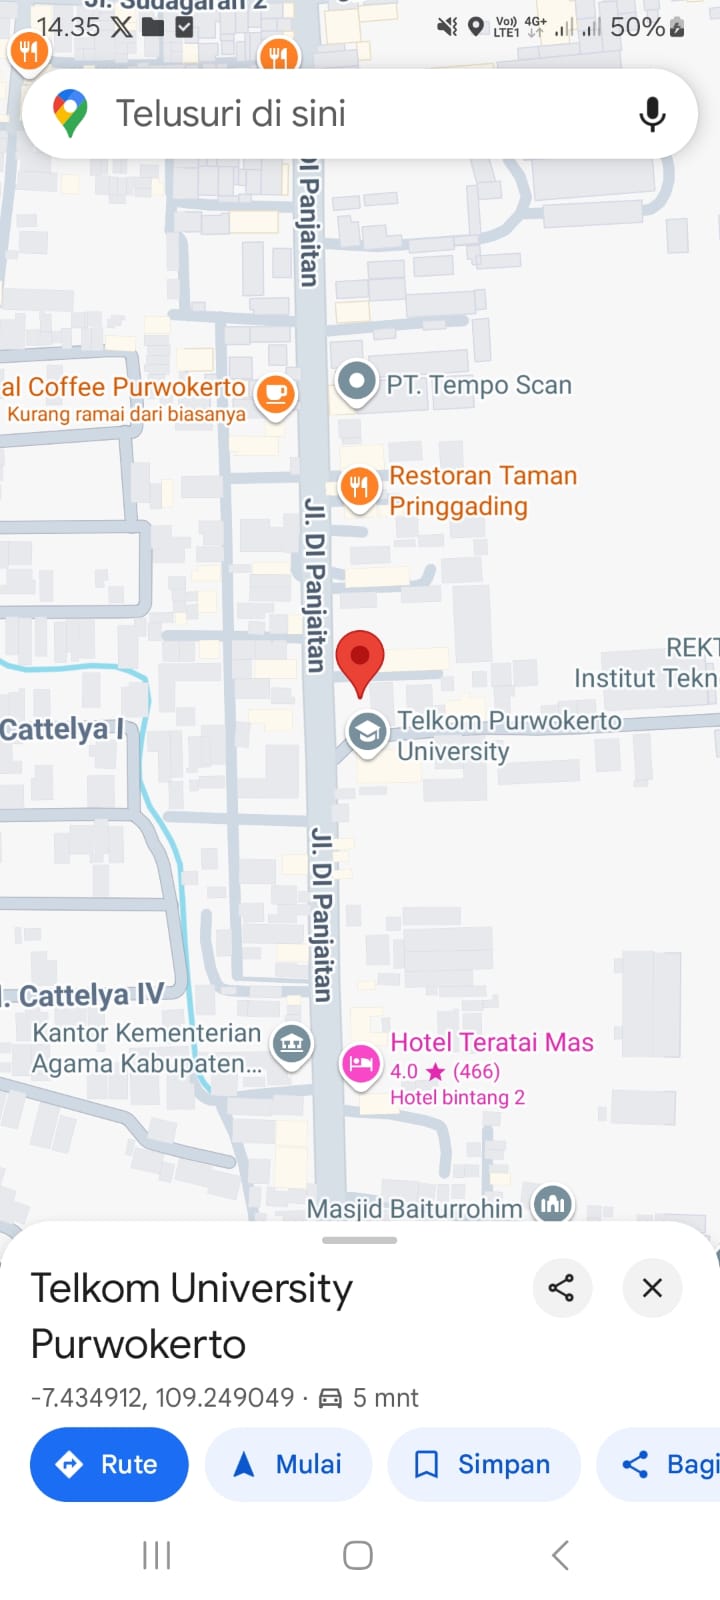 Jl. Sudagaran 2
14.35
Vo)) 4G+
LTE1
50%
Telusuri di sini
DI Panjaitan
al Coffee Purwokerto
Kurang ramai dari biasanya
PT. Tempo Scan
Restoran Taman
Pringgading
Jl. DI Panjaitan
REKT
Institut Tekn
Cattelya I
Telkom Purwokerto
University
Jl. DI Panjaitan
l. Cattelya IV
Kantor Kementerian
Agama Kabupaten...
Hotel Teratai Mas
4.0 ★ (466)
Hotel bintang 2
Masjid Baiturrohim
Telkom University
Purwokerto
-7.434912, 109.249049 · 5 mnt
Rute
Mulai
Simpan
Bagi